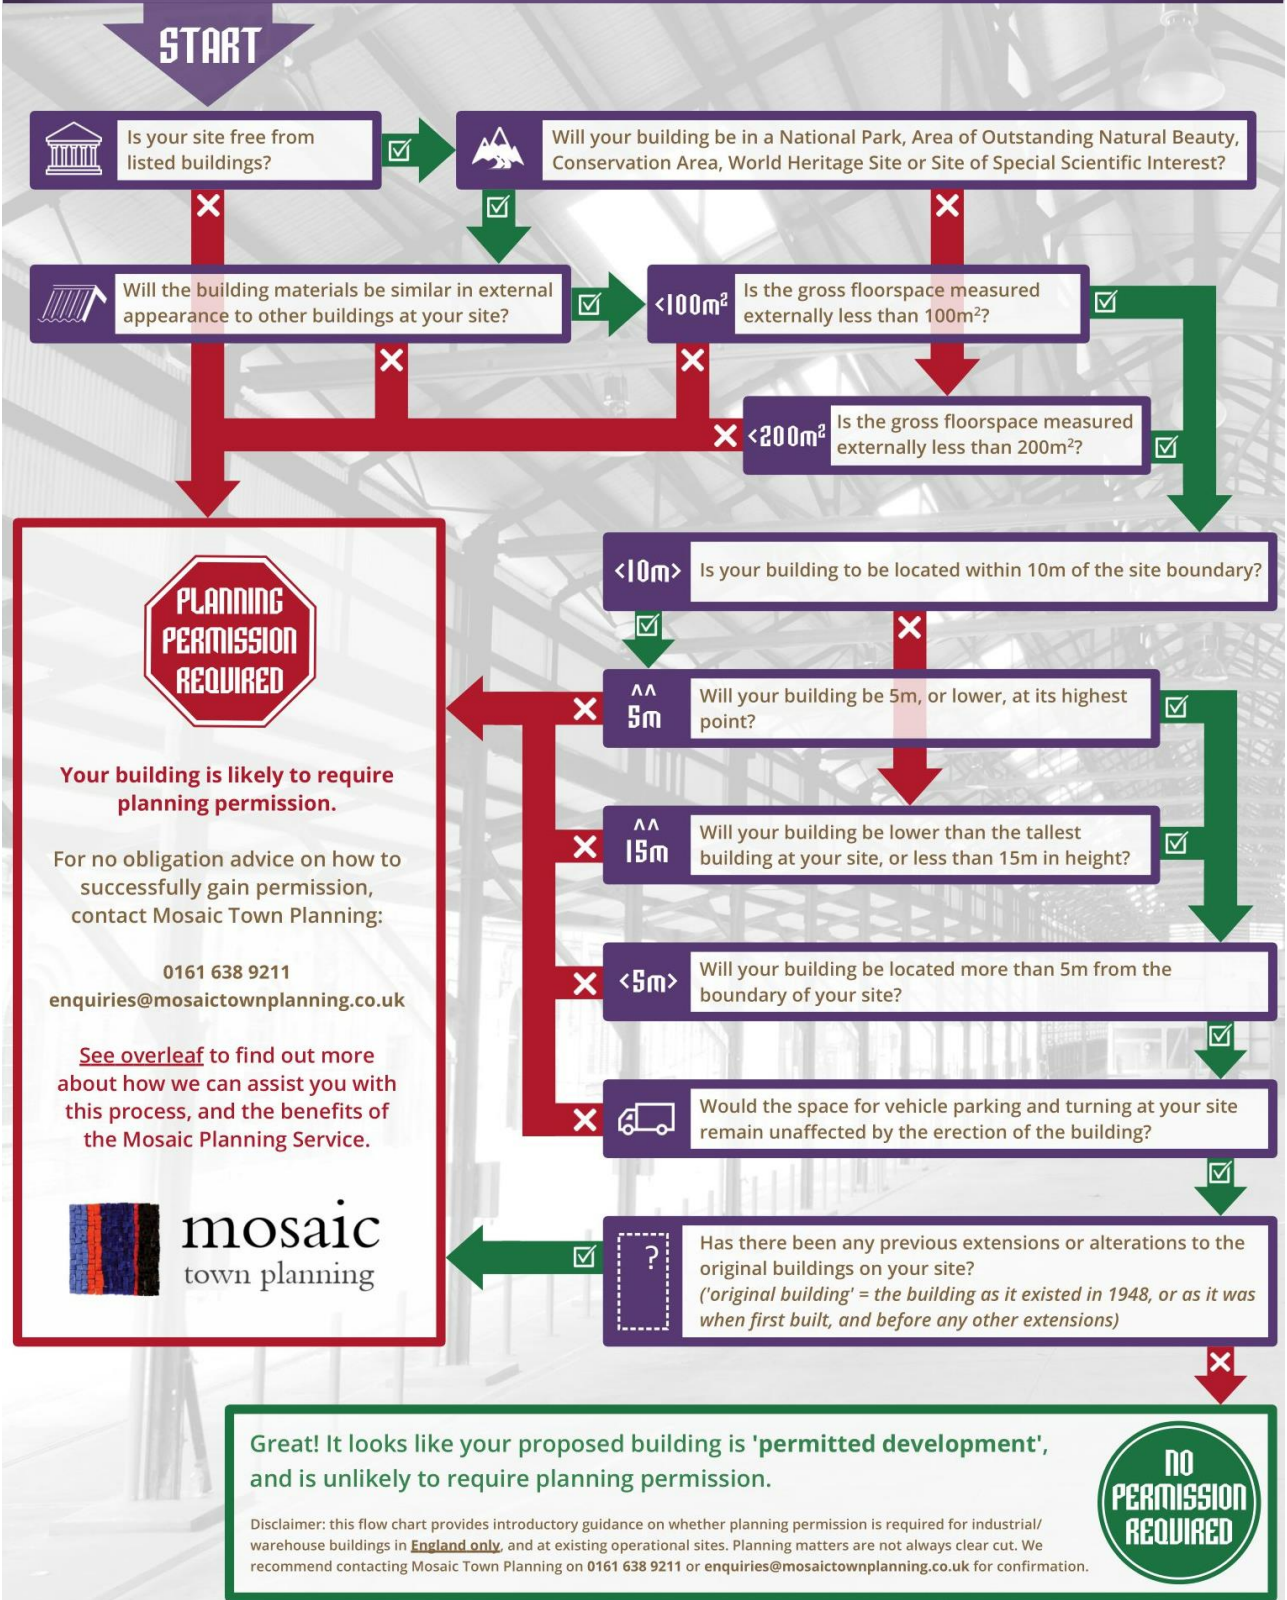 START
Is your site free from
listed buildings?
Will your building be in a National Park, Area of Outstanding Natural Beauty,
Conservation Area, World Heritage Site or Site of Special Scientific Interest?
Will the building materials be similar in external
appearance to other buildings at your site?
<100m²
Is the gross floorspace measured
externally less than 100m²?
<200m²
Is the gross floorspace measured
externally less than 200m²?
<10m>
Is your building to be located within 10m of the site boundary?
^^
5m
Will your building be 5m, or lower, at its highest
point?
^^
15m
Will your building be lower than the tallest
building at your site, or less than 15m in height?
<5m>
Will your building be located more than 5m from the
boundary of your site?
Would the space for vehicle parking and turning at your site
remain unaffected by the erection of the building?
?
Has there been any previous extensions or alterations to the
original buildings on your site?
('original building' = the building as it existed in 1948, or as it was
when first built, and before any other extensions)
PLANNING
PERMISSION
REQUIRED
Your building is likely to require
planning permission.
For no obligation advice on how to
successfully gain permission,
contact Mosaic Town Planning:
0161 638 9211
enquiries@mosaictownplanning.co.uk
See overleaf to find out more
about how we can assist you with
this process, and the benefits of
the Mosaic Planning Service.
mosaic
town planning
Great! It looks like your proposed building is 'permitted development',
and is unlikely to require planning permission.
Disclaimer: this flow chart provides introductory guidance on whether planning permission is required for industrial/
warehouse buildings in England only, and at existing operational sites. Planning matters are not always clear cut. We
recommend contacting Mosaic Town Planning on 0161 638 9211 or enquiries@mosaictownplanning.co.uk for confirmation.
NO
PERMISSION
REQUIRED